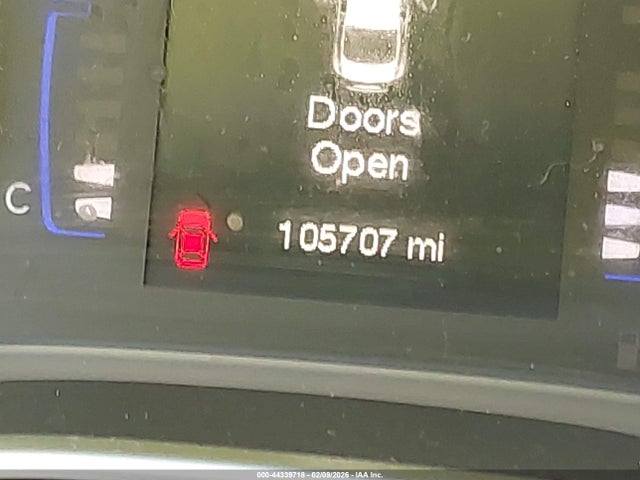 Doors
Open
C
105707 mi
000-44339718 - 02/09/2026 - IAA Inc.